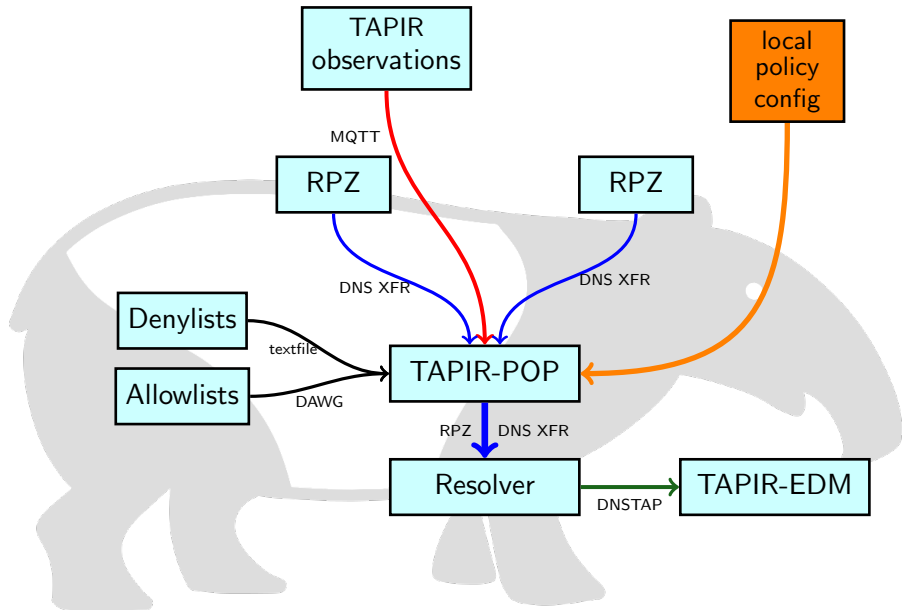 TAPIR
observations
local
policy
config
MQTT
RPZ
RPZ
DNS XFR
DNS XFR
Denylists
textfile
Allowlists
DAWG
TAPIR-POP
RPZ
DNS XFR
Resolver
DNSTAP
TAPIR-EDM